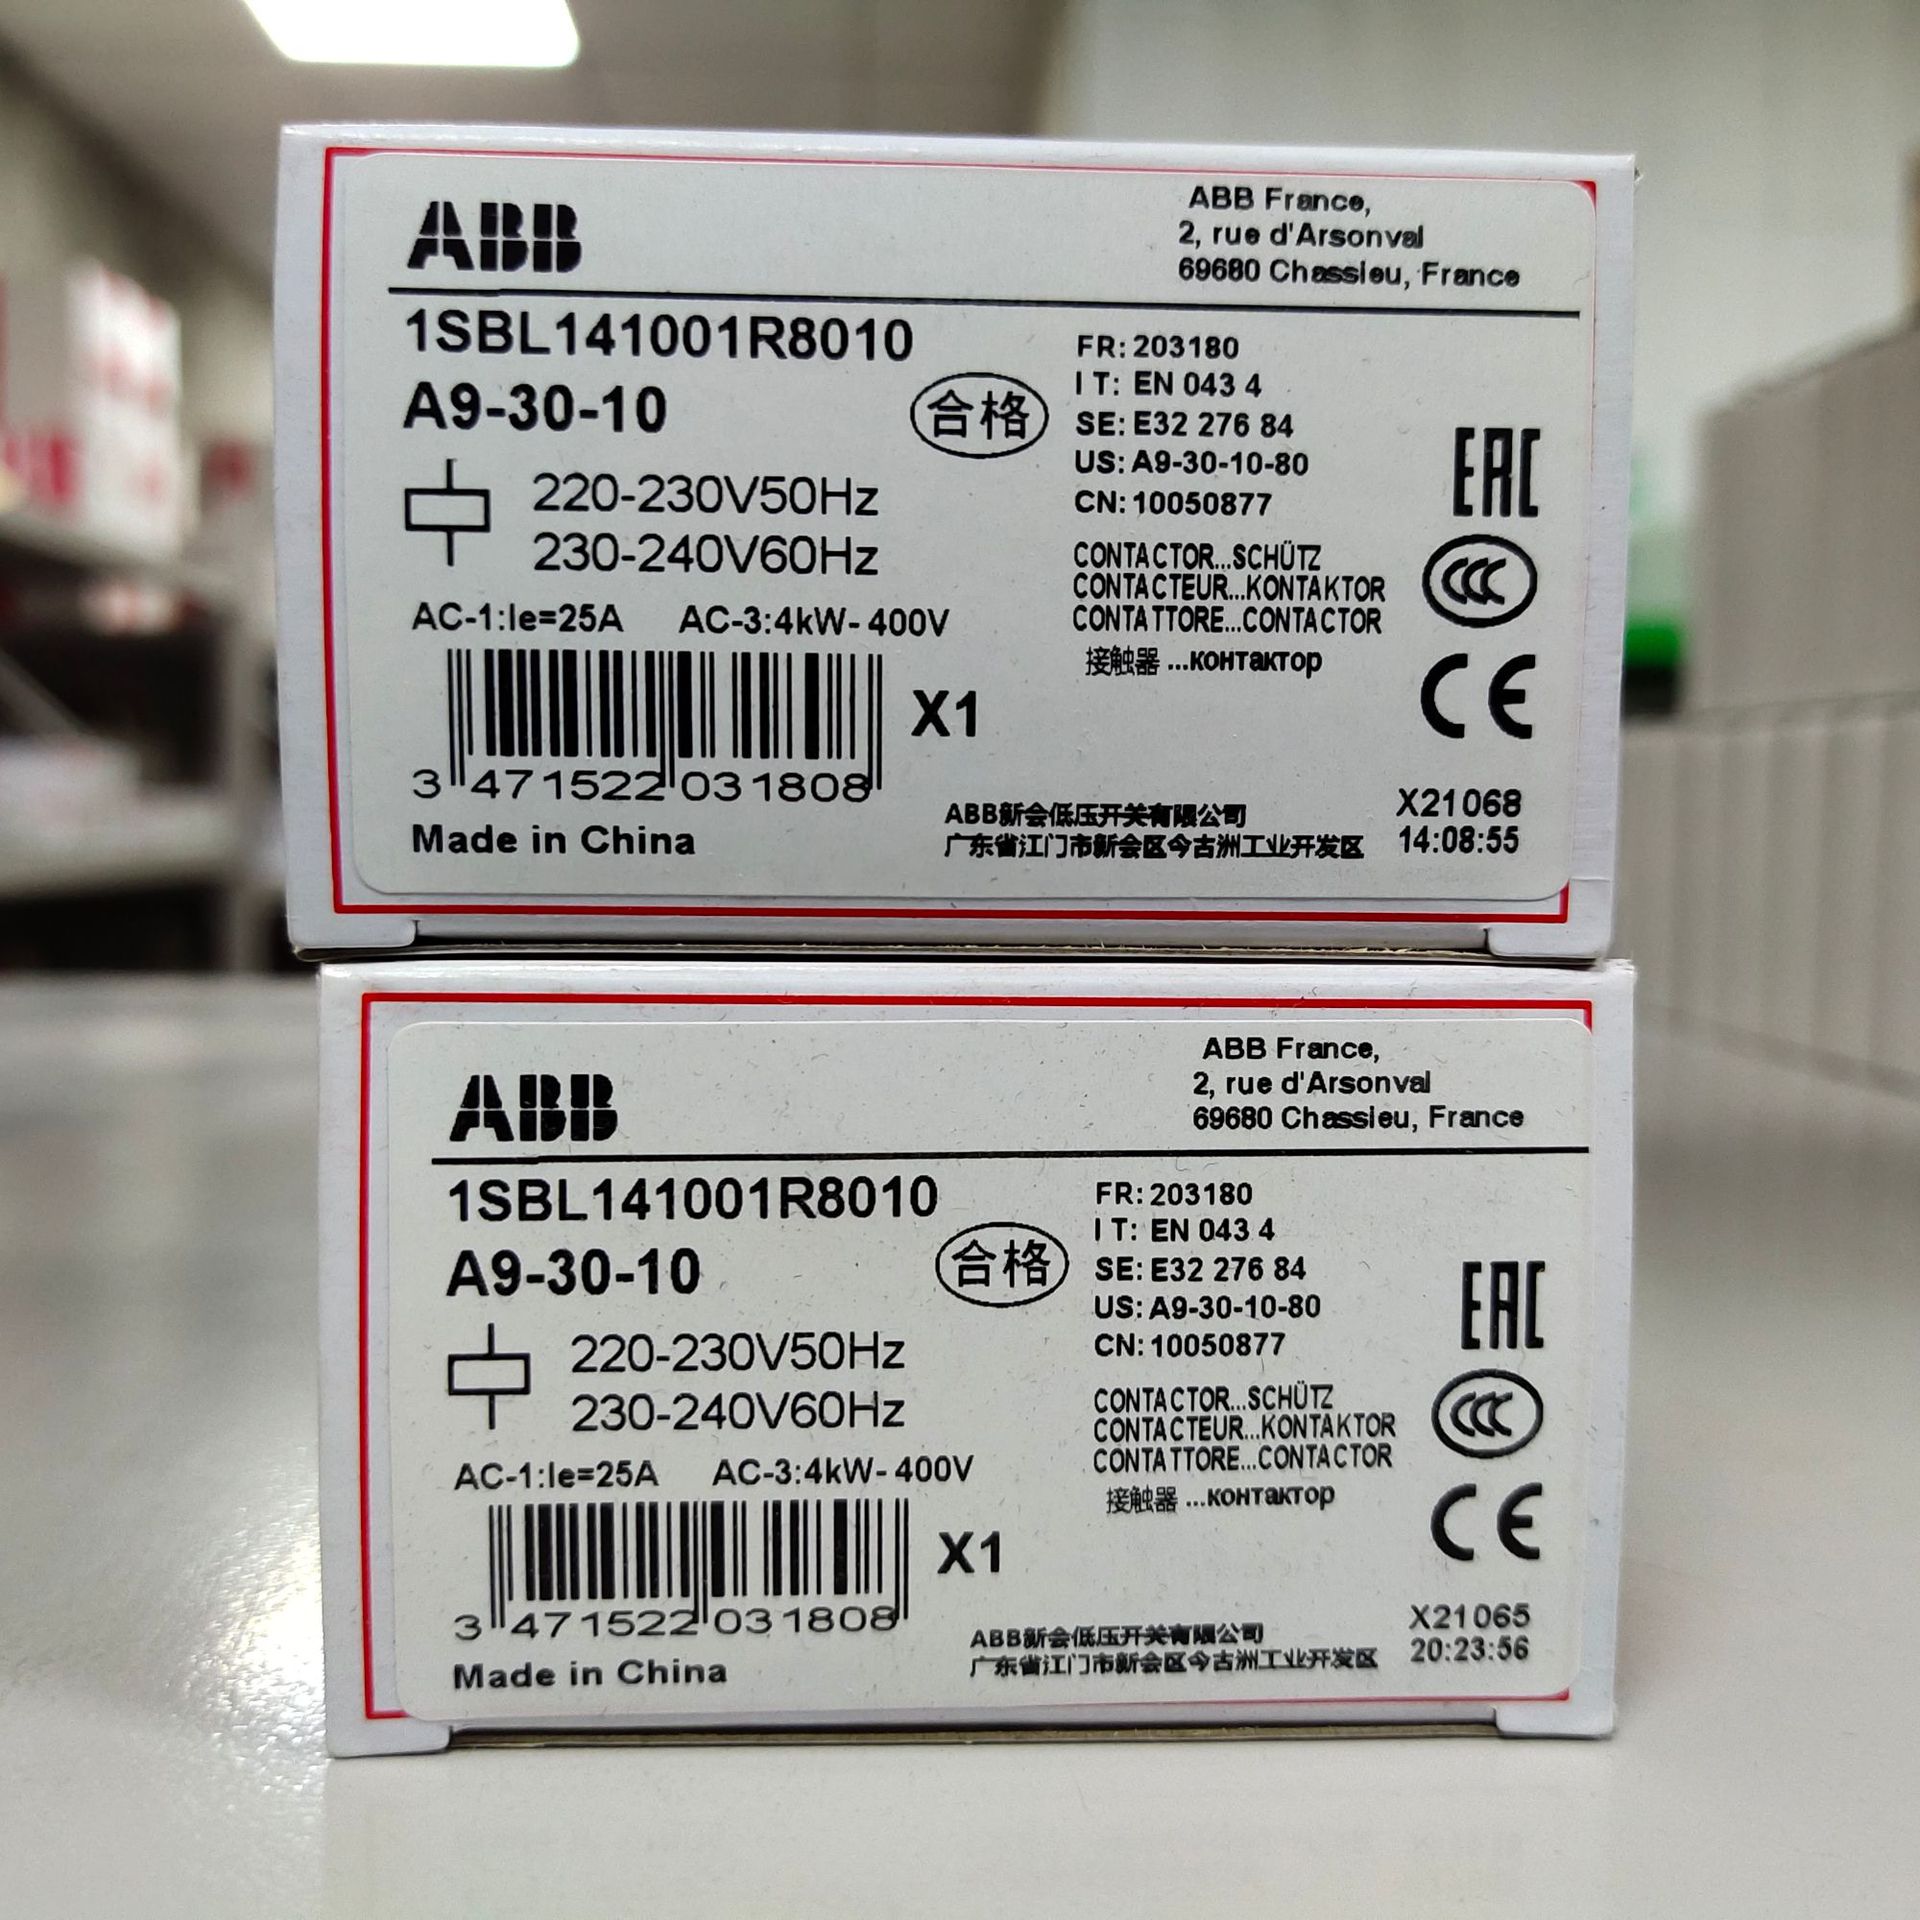 ABB
ABB France,
2, rue d'Arsonval
69680 Chassieu, France
1SBL141001R8010
A9-30-10
合格
220-230V50Hz
230-240V60Hz
AC-1:Ie=25A AC-3:4kW-400V
FR: 203180
IT: EN 043 4
SE: E32 276 84
US: A9-30-10-80
CN: 10050877
EAC
CONTACTOR...SCHÜTZ
CONTACTEUR...KONTAKTOR
CONTATTORE...CONTACTOR
接触器 ...контактор
CCC
CE
X1
3 471522 031808
Made in China
ABB新会低压开关有限公司
广东省江门市新会区今古洲工业开发区
X21068
14:08:55
ABB
ABB France,
2, rue d'Arsonval
69680 Chassieu, France
1SBL141001R8010
A9-30-10
合格
220-230V50Hz
230-240V60Hz
AC-1:Ie=25A AC-3:4kW-400V
FR: 203180
IT: EN 043 4
SE: E32 276 84
US: A9-30-10-80
CN: 10050877
EAC
CONTACTOR...SCHÜTZ
CONTACTEUR...KONTAKTOR
CONTATTORE...CONTACTOR
接触器 ...контактор
CCC
CE
X1
3 471522 031808
Made in China
ABB新会低压开关有限公司
广东省江门市新会区今古洲工业开发区
X21065
20:23:56